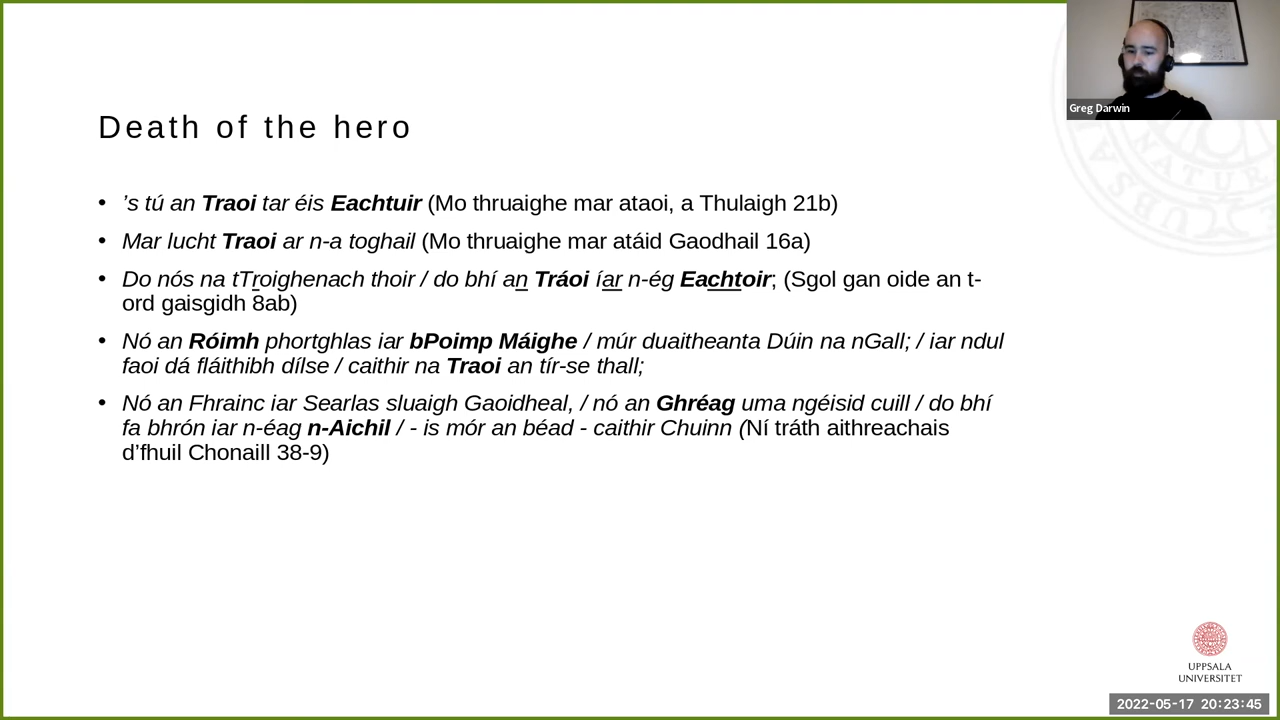 Greg Darwin
Death of the hero
• ’s tú an Traoi tar éis Eachtuir (Mo thruaighe mar ataoi, a Thulaigh 21b)
• Mar lucht Traoi ar n-a toghail (Mo thruaighe mar atáid Gaodhail 16a)
• Do nós na tTroighenach thoir / do bhí an Tráoi íar n-ég Eachtoir; (Sgol gan oide an t-
ord gaisgidh 8ab)
• Nó an Róimh phortghlas iar bPoimp Máighe / múr duaitheanta Dúin na nGall; / iar ndul
faoi dá fláithibh dílse / caithir na Traoi an tír-se thall;
• Nó an Fhrainc iar Searlas sluaigh Gaoidheal, / nó an Ghréag uma ngéisid cuill / do bhí
fa bhrón iar n-éag n-Aichil / - is mór an béad - caithir Chuinn (Ní tráth aithreachais
d’fhuil Chonaill 38-9)
UPPSALA
UNIVERSITET
2022-05-17 20:23:45